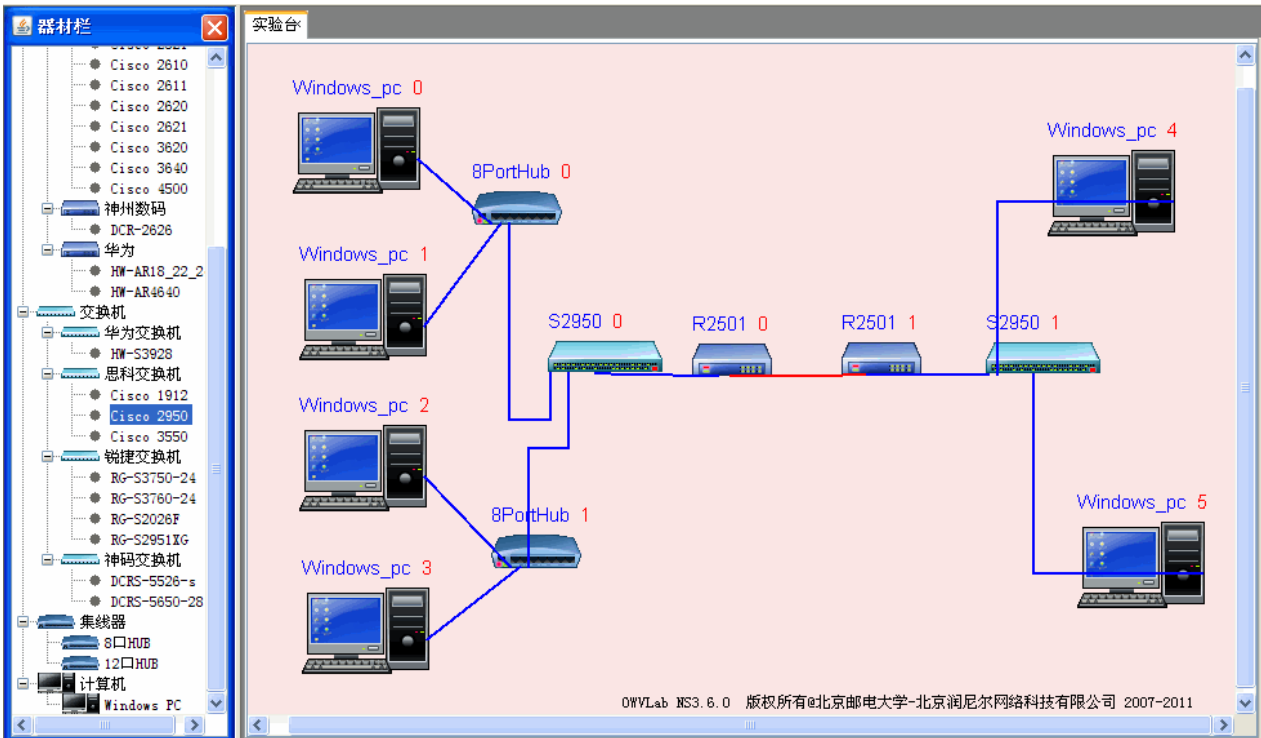 器材栏
Cisco 2610
Cisco 2611
Cisco 2620
Cisco 2621
Cisco 3620
Cisco 3640
Cisco 4500
神州数码
DCR-2626
华为
HW-AR18_22_2
HW-AR4640
交换机
华为交换机
HW-S3928
思科交换机
Cisco 1912
Cisco 2950
Cisco 3550
锐捷交换机
RG-S3750-24
RG-S3760-24
RG-S2026F
RG-S2951XG
神码交换机
DCRS-5526-s
DCRS-5650-28
集线器
8口HUB
12口HUB
计算机
Windows PC
实验台
Windows_pc 0
Windows_pc 4
8PortHub 0
Windows_pc 1
S2950 0
R2501 0
R2501 1
S2950 1
Windows_pc 2
Windows_pc 5
8PortHub 1
Windows_pc 3
OWVLab NS3.6.0 版权所有@北京邮电大学-北京润尼尔网络科技有限公司 2007-2011